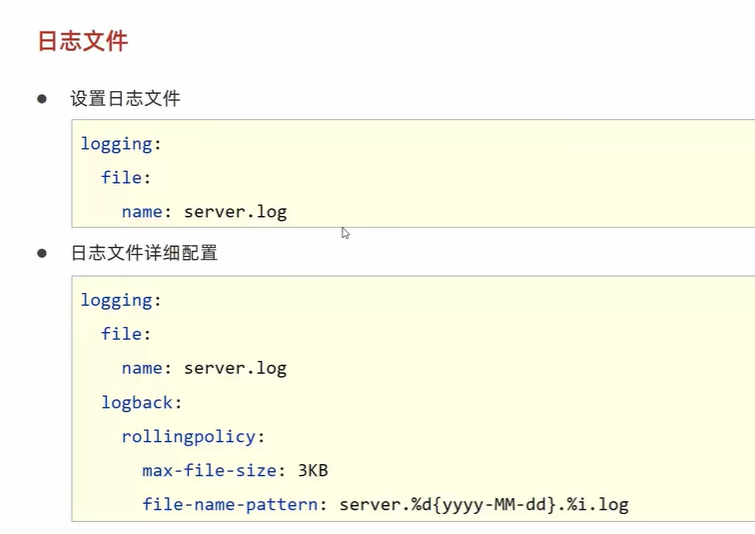 日志文件
● 设置日志文件
logging:
  file:
    name: server.log
● 日志文件详细配置
logging:
  file:
    name: server.log
  logback:
    rollingpolicy:
      max-file-size: 3KB
      file-name-pattern: server.%d{yyyy-MM-dd}.%i.log